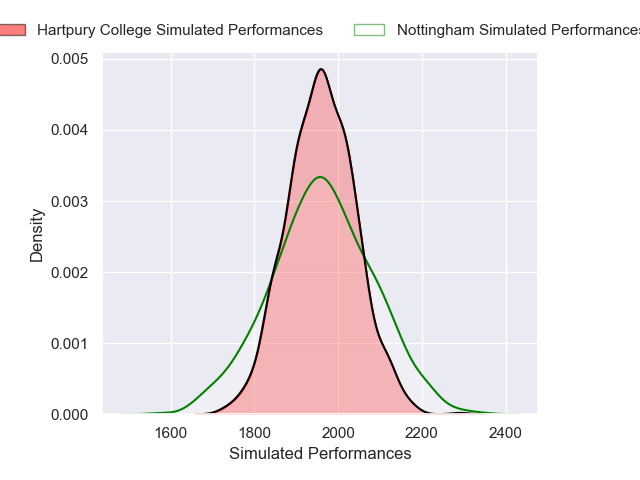 Hartpury College Simulated Performances
Nottingham Simulated Performances
0.005
0.004
0.003
0.002
0.001
0.000
Density
1600 1800 2000 2200 2400
Simulated Performances